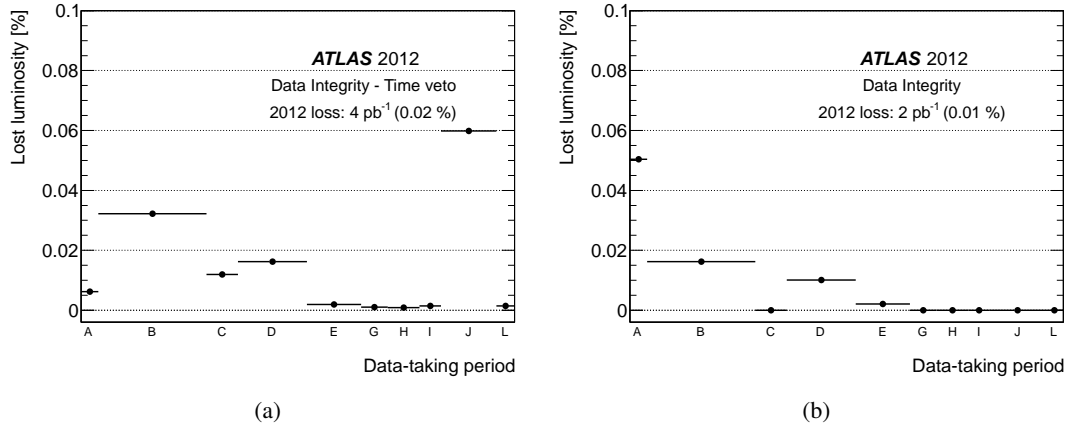 Lost luminosity [%]
0.1
0.08
0.06
0.04
0.02
0
ATLAS 2012
Data Integrity - Time veto
2012 loss: 4 pb⁻¹ (0.02 %)
A B C D E G H I J L
Data-taking period
(a)
Lost luminosity [%]
0.1
0.08
0.06
0.04
0.02
0
ATLAS 2012
Data Integrity
2012 loss: 2 pb⁻¹ (0.01 %)
A B C D E G H I J L
Data-taking period
(b)